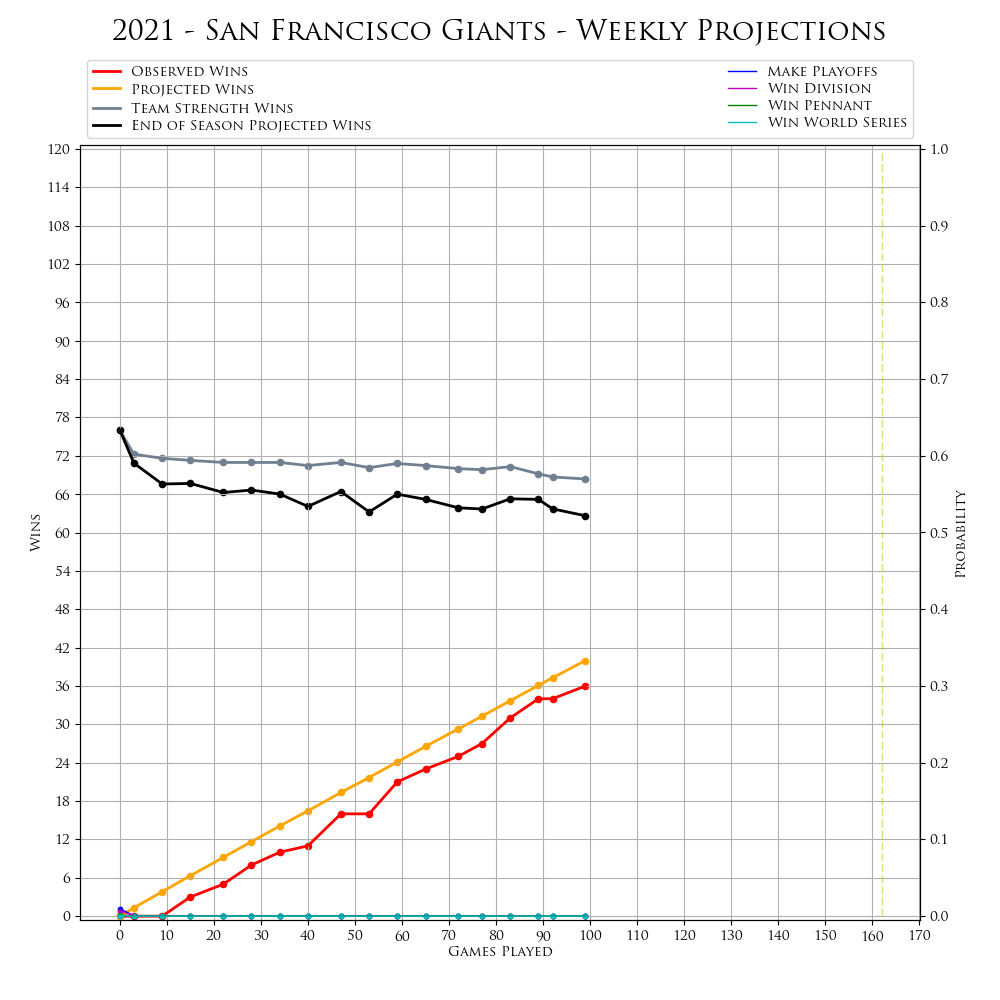 2021 - San Francisco Giants - Weekly Projections
Observed Wins
Projected Wins
Team Strength Wins
End of Season Projected Wins
Make Playoffs
Win Division
Win Pennant
Win World Series
120
114
108
102
96
90
84
78
72
66
60
54
48
42
36
30
24
18
12
6
0
Wins
1.0
0.9
0.8
0.7
0.6
0.5
0.4
0.3
0.2
0.1
0.0
Probability
0 10 20 30 40 50 60 70 80 90 100 110 120 130 140 150 160 170
Games Played